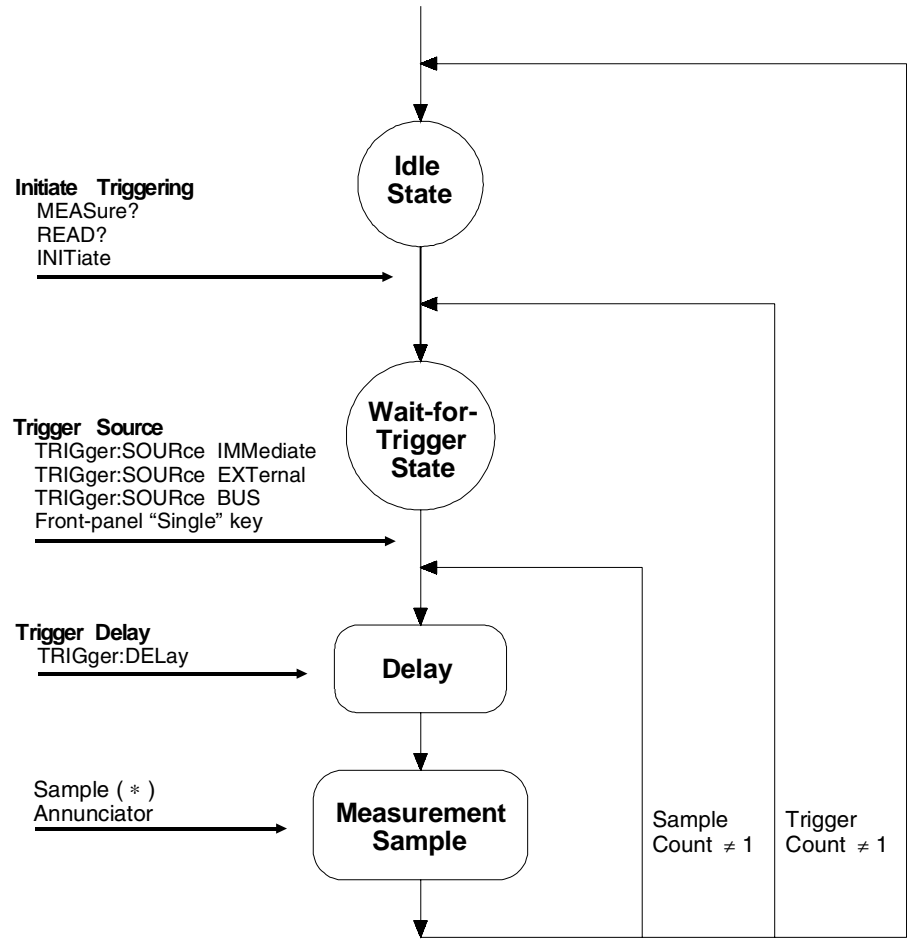 Idle
State
Initiate Triggering
MEASure?
READ?
INITiate
Wait-for-
Trigger
State
Trigger Source
TRIGger:SOURce IMMediate
TRIGger:SOURce EXTernal
TRIGger:SOURce BUS
Front-panel “Single” key
Trigger Delay
TRIGger:DELay
Delay
Sample ( * )
Annunciator
Measurement
Sample
Sample
Count ≠ 1
Trigger
Count ≠ 1